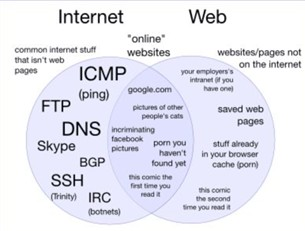 Internet
Web
"online"
websites
common internet stuff
that isn't web
pages
websites/pages not
on the internet
ICMP
(ping)
FTP
DNS
Skype
BGP
SSH
(Trinity)
IRC
(botnets)
google.com
pictures of other
people's cats
incriminating
facebook
pictures
porn you
haven't
found yet
this comic the
first time you
read it
your employers's
intranet (if you
have one)
saved web
pages
stuff already
in your browser
cache (porn)
this comic
the second
time you read it